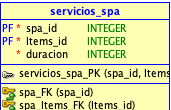 servicios_spa
PF * spa_id INTEGER
PF * Items_id INTEGER
* duracion INTEGER
servicios_spa_PK (spa_id, Items
spa_FK (spa_id)
spa_Items_FK (Items_id)